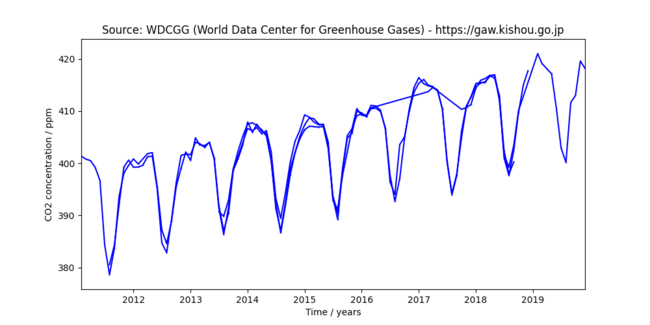 Source: WDCGG (World Data Center for Greenhouse Gases) - https://gaw.kishou.go.jp
420
410
400
390
380
CO2 concentration / ppm
2012 2013 2014 2015 2016 2017 2018 2019
Time / years